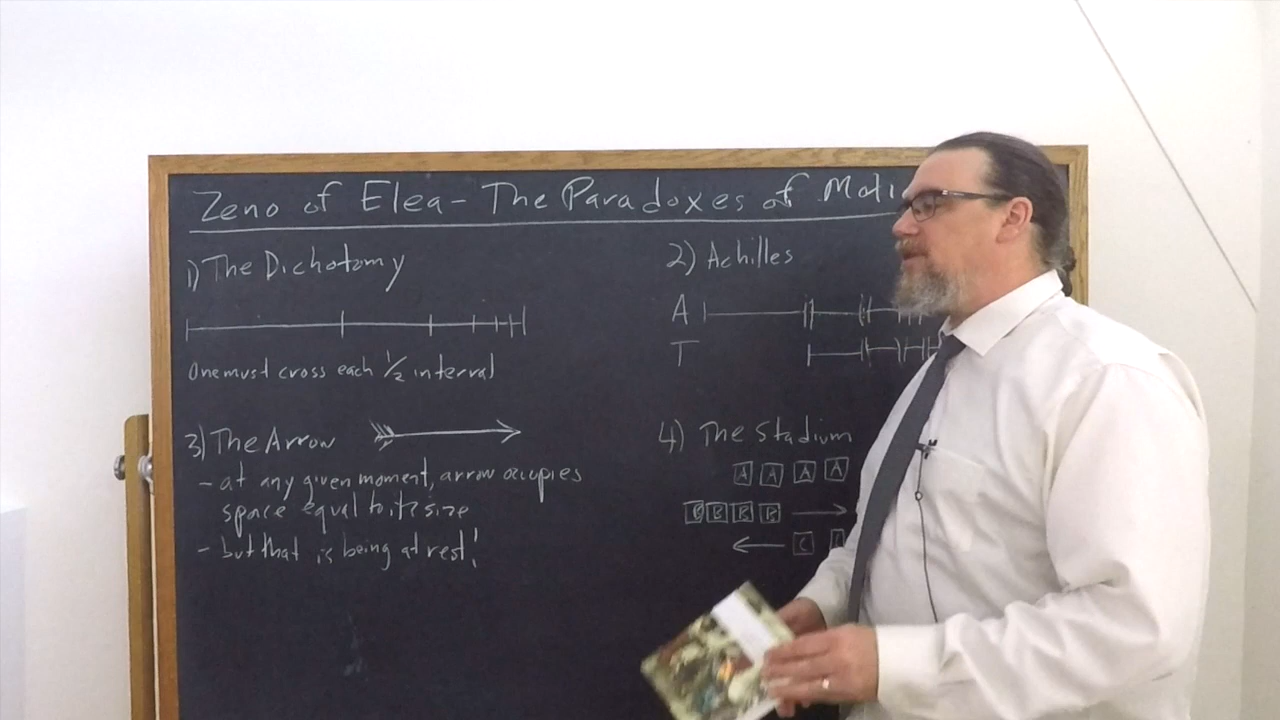 Zeno of Elea - The Paradoxes of Moti
1) The Dichotomy
One must cross each 1/2 interval
2) Achilles
A
T
3) The Arrow
- at any given moment, arrow occupies
space equal to its size
- but that is being at rest!
4) The Stadium
A A A A
B B B B
C C